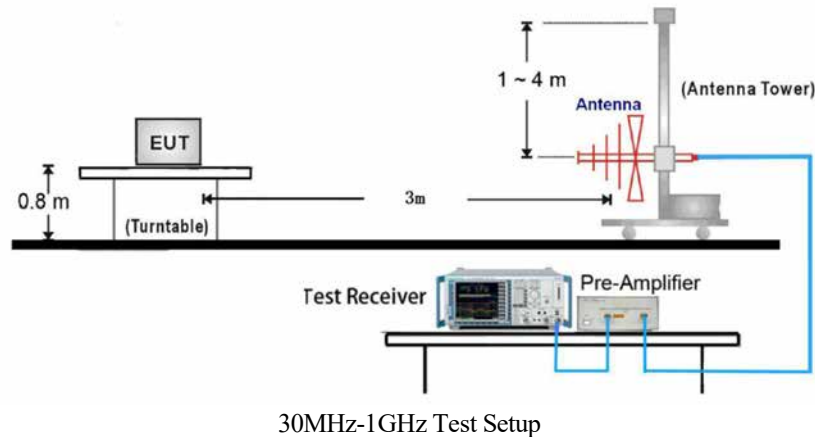 1 ~ 4 m
(Antenna Tower)
Antenna
EUT
0.8 m
3m
(Turntable)
Test Receiver
Pre-Amplifier
30MHz-1GHz Test Setup